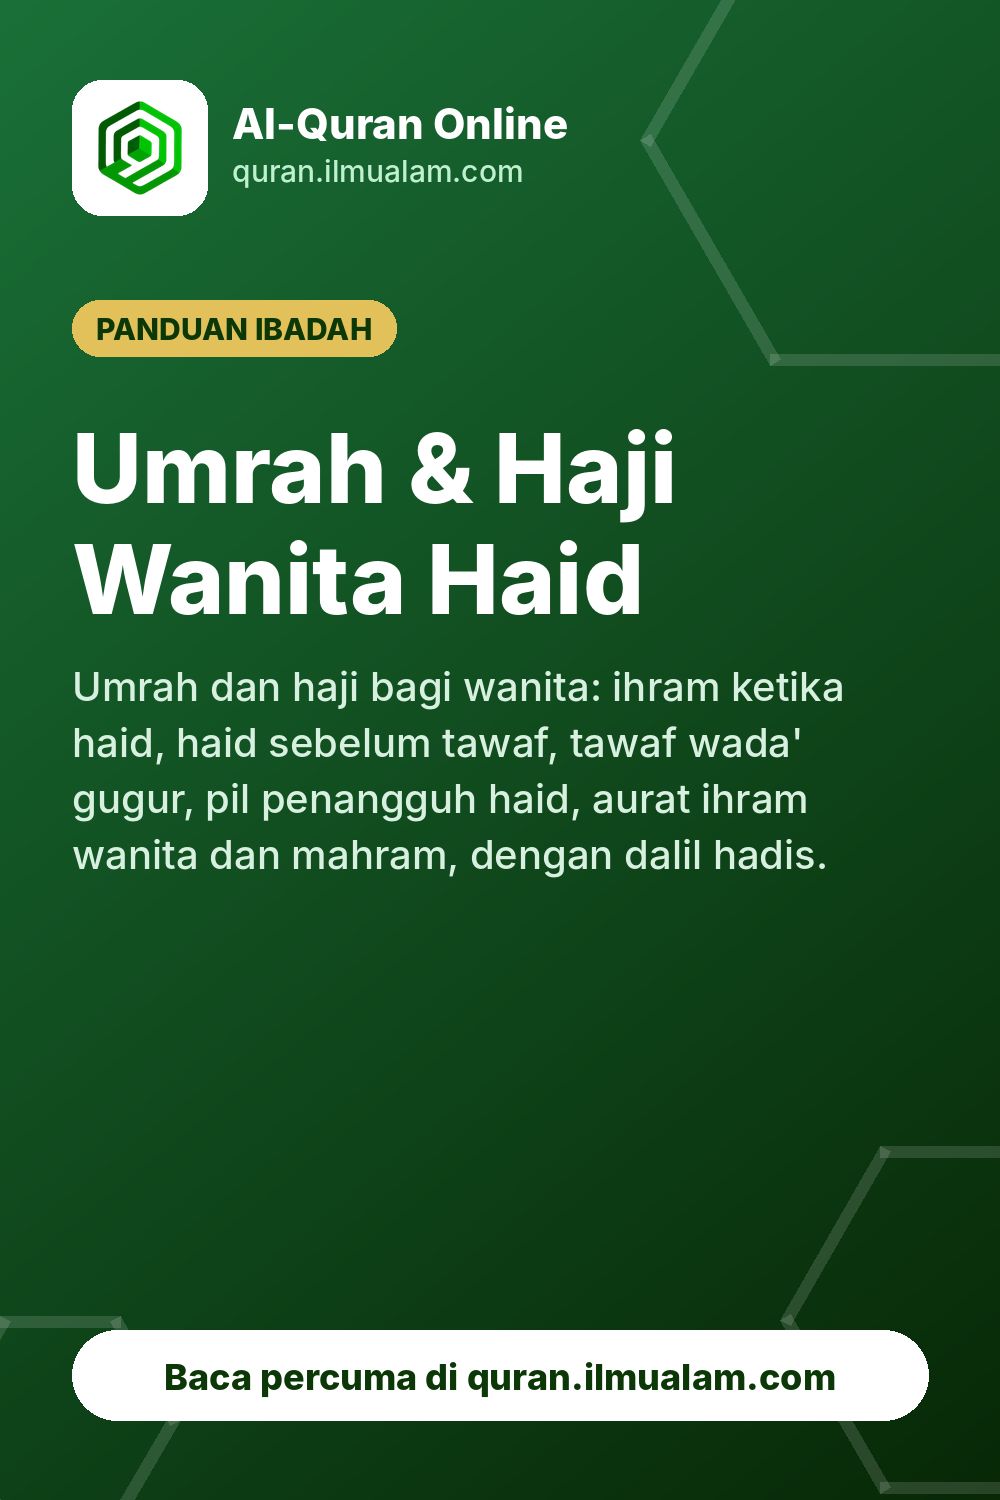 Al-Quran Online
quran.ilmualam.com
PANDUAN IBADAH
Umrah & Haji
Wanita Haid
Umrah dan haji bagi wanita: ihram ketika
haid, haid sebelum tawaf, tawaf wada'
gugur, pil penangguh haid, aurat ihram
wanita dan mahram, dengan dalil hadis.
Baca percuma di quran.ilmualam.com